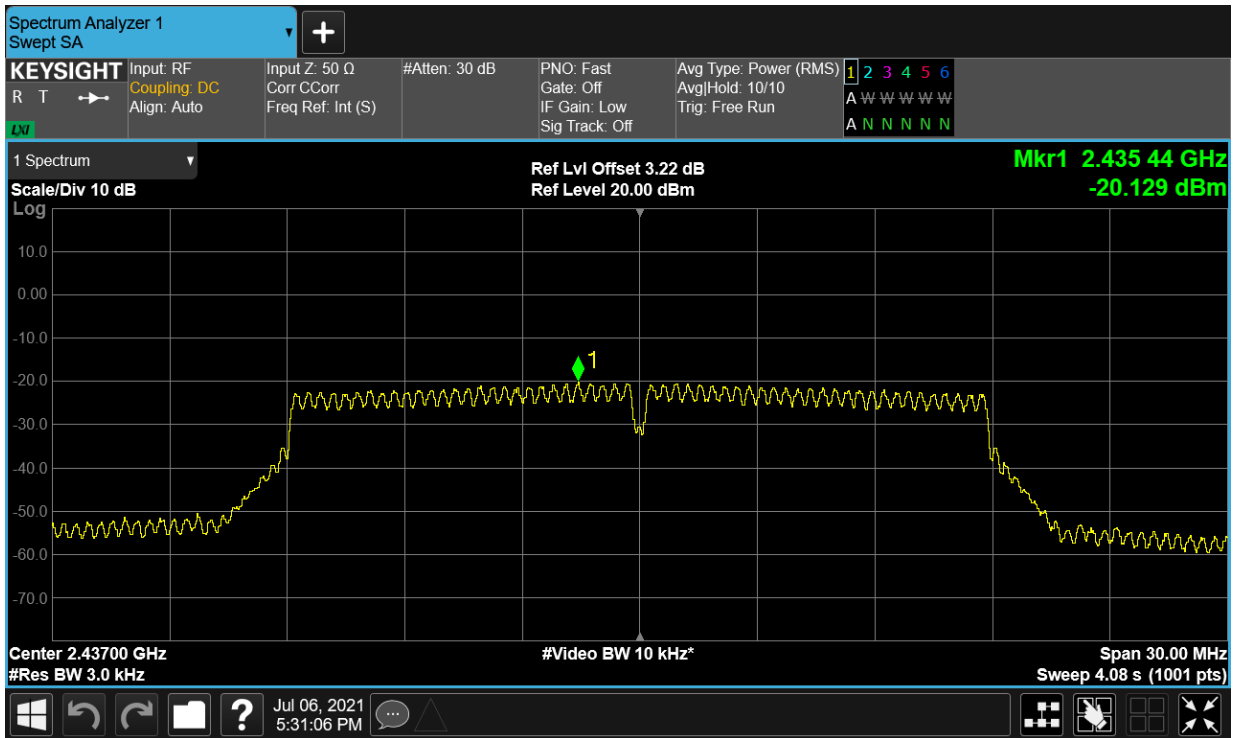 Spectrum Analyzer 1
Swept SA
KEYSIGHT
R T
LXI
Input: RF
Coupling: DC
Align: Auto
Input Z: 50 Ω
Corr CCorr
Freq Ref: Int (S)
#Atten: 30 dB
PNO: Fast
Gate: Off
IF Gain: Low
Sig Track: Off
Avg Type: Power (RMS)
Avg|Hold: 10/10
Trig: Free Run
1 2 3 4 5 6
A W W W W W
A N N N N N
1 Spectrum
Scale/Div 10 dB
Log
Ref Lvl Offset 3.22 dB
Ref Level 20.00 dBm
Mkr1 2.435 44 GHz
-20.129 dBm
10.0
0.00
-10.0
-20.0
-30.0
-40.0
-50.0
-60.0
-70.0
1
Center 2.43700 GHz
#Res BW 3.0 kHz
#Video BW 10 kHz*
Span 30.00 MHz
Sweep 4.08 s (1001 pts)
?
Jul 06, 2021
5:31:06 PM